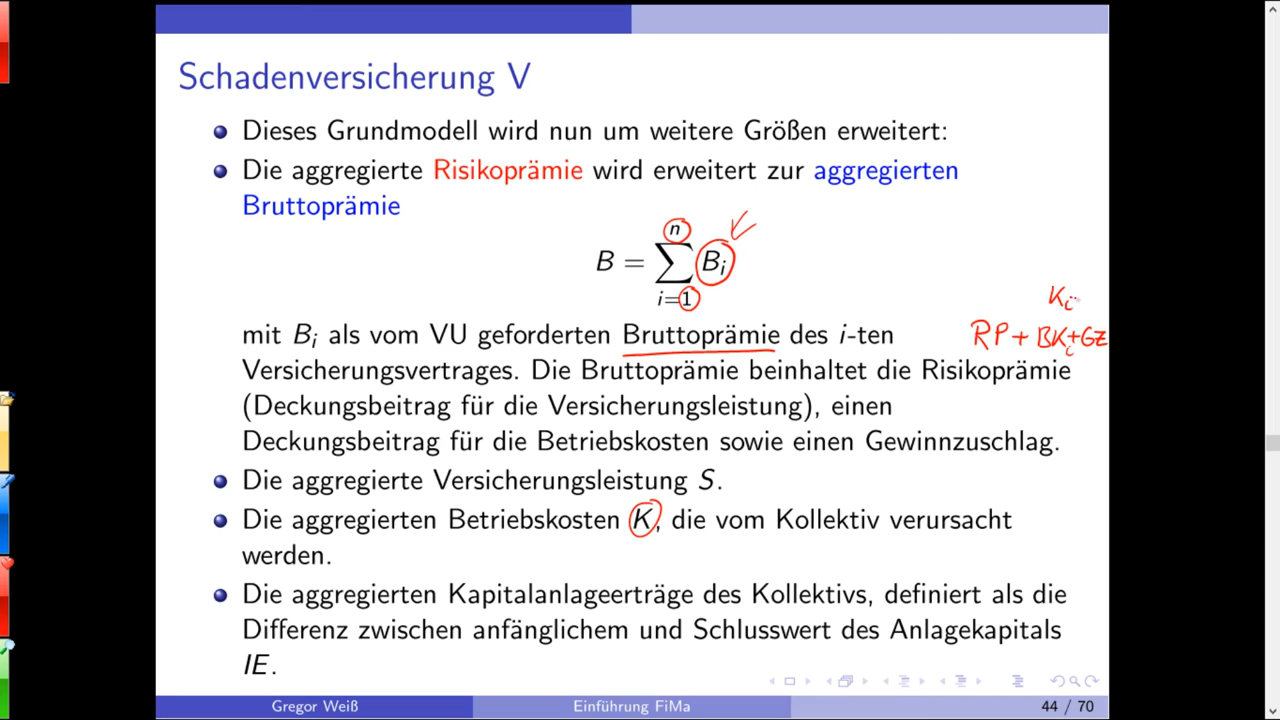 Schadenversicherung V
Dieses Grundmodell wird nun um weitere Größen erweitert:
Die aggregierte Risikoprämie wird erweitert zur aggregierten
Bruttoprämie
n
B = ∑ Bᵢ
i=1
Kᵢ
mit Bᵢ als vom VU geforderten Bruttoprämie des i-ten
RP + BKᵢ + GZ
Versicherungsvertrages. Die Bruttoprämie beinhaltet die Risikoprämie
(Deckungsbeitrag für die Versicherungsleistung), einen
Deckungsbeitrag für die Betriebskosten sowie einen Gewinnzuschlag.
Die aggregierte Versicherungsleistung S.
Die aggregierten Betriebskosten K, die vom Kollektiv verursacht
werden.
Die aggregierten Kapitalanlageerträge des Kollektivs, definiert als die
Differenz zwischen anfänglichem und Schlusswert des Anlagekapitals
IE.
Gregor Weiß
Einführung FiMa
44 / 70